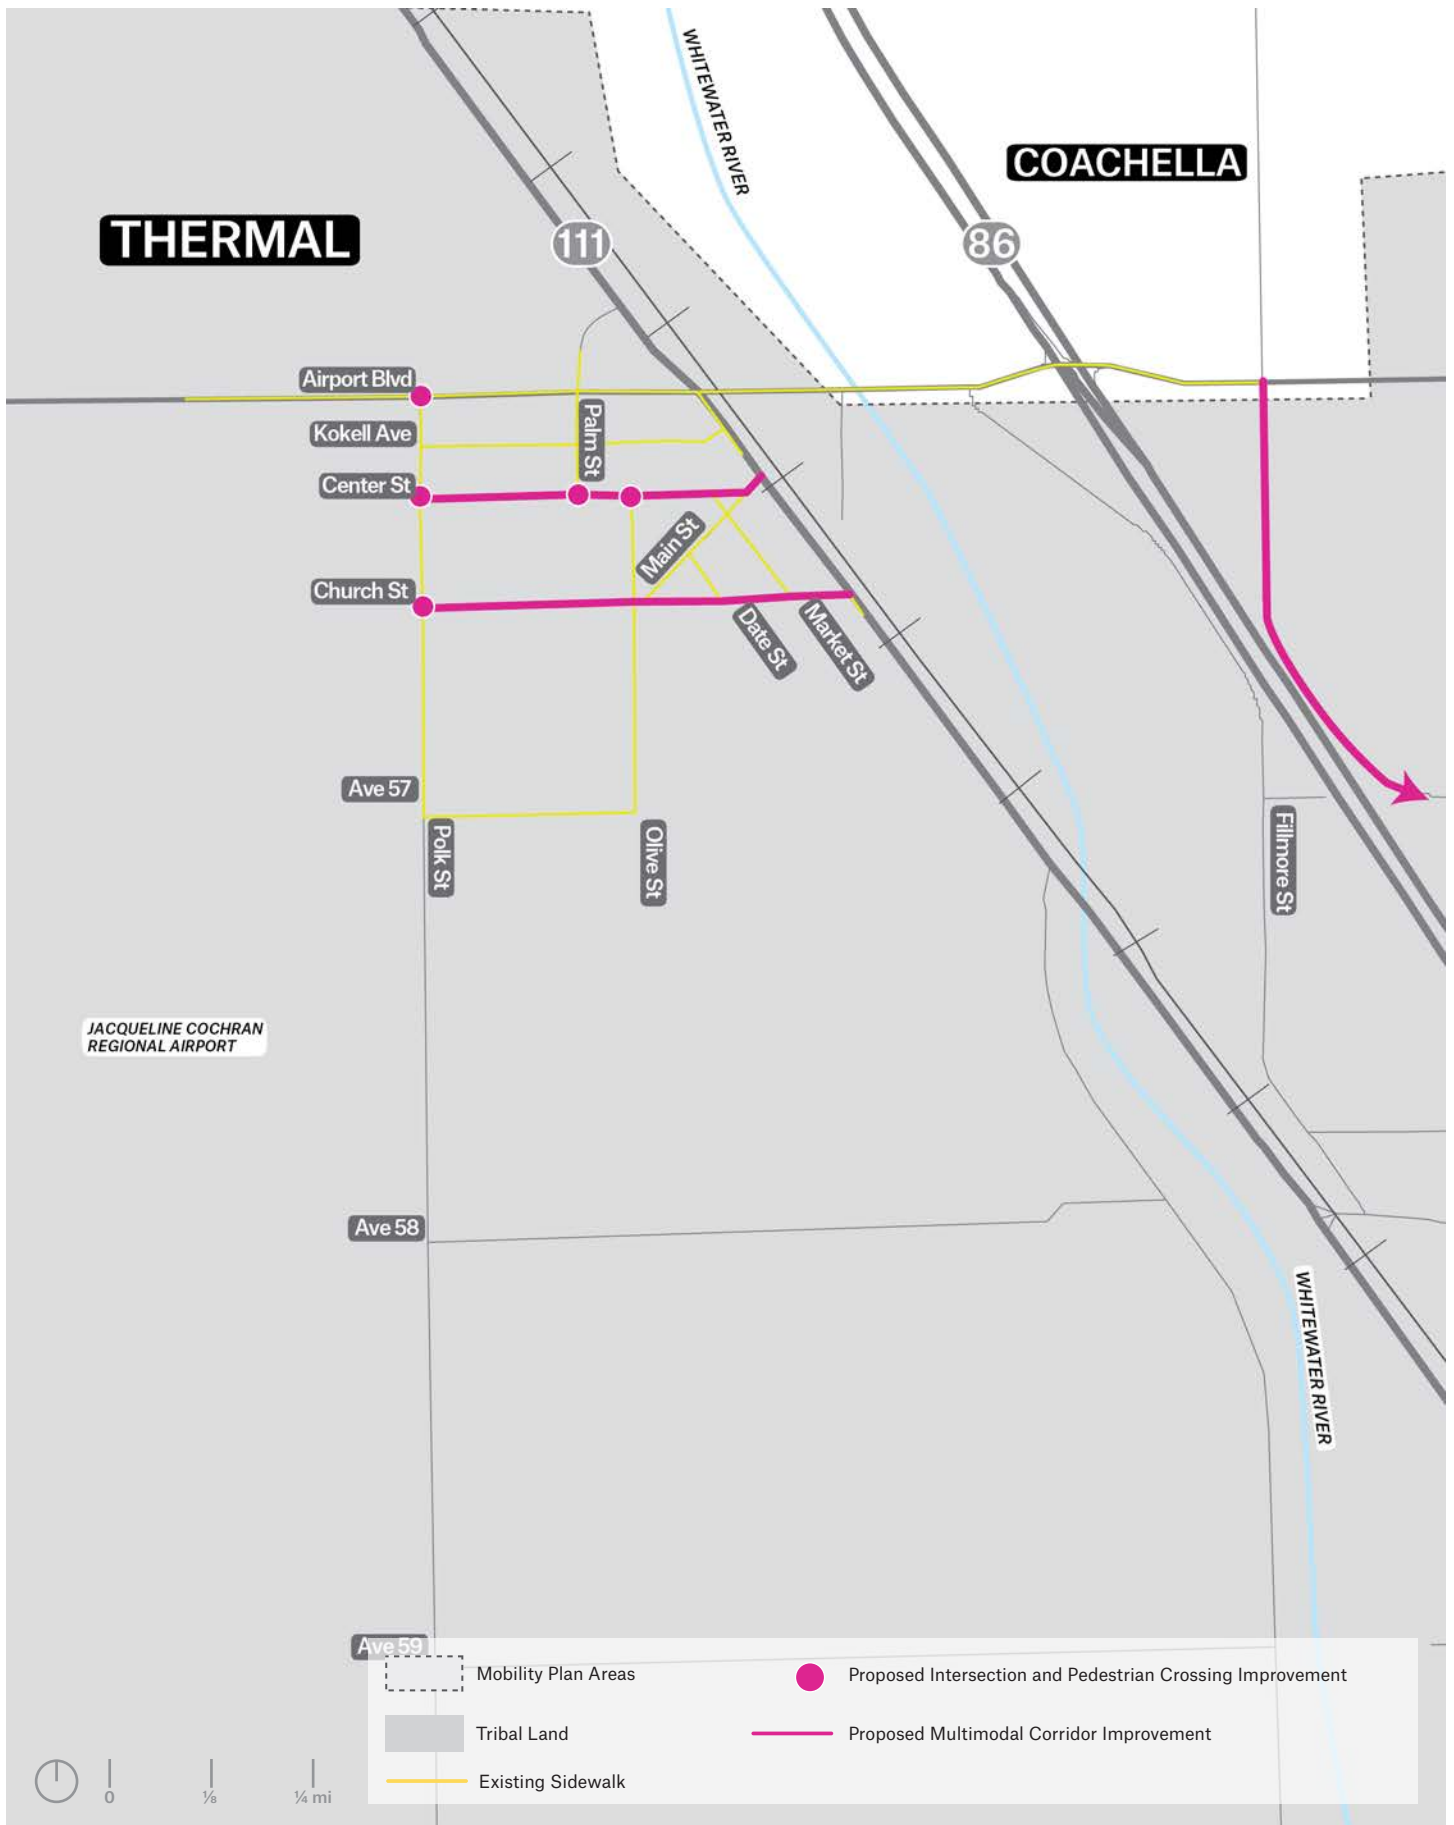 WHITEWATER RIVER
COACHELLA
THERMAL
111
86
Airport Blvd
Kokell Ave
Palm St
Center St
Main St
Church St
Date St
Market St
Ave 57
Polk St
Olive St
Fillmore St
JACQUELINE COCHRAN
REGIONAL AIRPORT
Ave 58
WHITEWATER RIVER
Ave 59
Mobility Plan Areas
Tribal Land
Existing Sidewalk
Proposed Intersection and Pedestrian Crossing Improvement
Proposed Multimodal Corridor Improvement
0
⅛
¼ mi